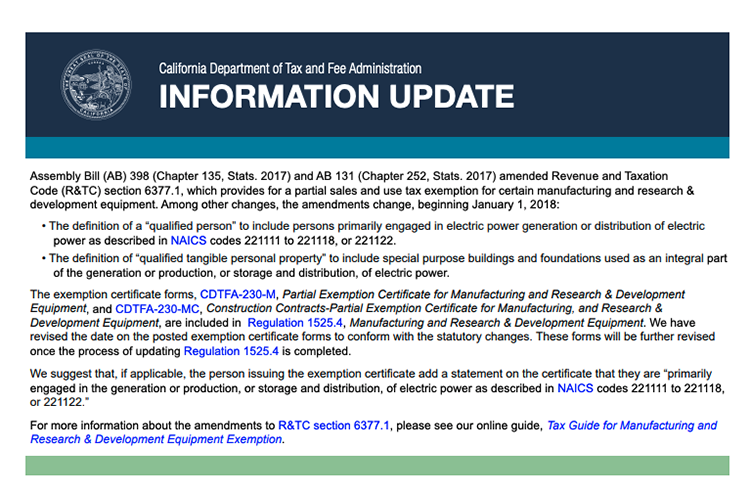 California Department of Tax and Fee Administration
INFORMATION UPDATE
Assembly Bill (AB) 398 (Chapter 135, Stats. 2017) and AB 131 (Chapter 252, Stats. 2017) amended Revenue and Taxation
Code (R&TC) section 6377.1, which provides for a partial sales and use tax exemption for certain manufacturing and research &
development equipment. Among other changes, the amendments change, beginning January 1, 2018:
• The definition of a “qualified person” to include persons primarily engaged in electric power generation or distribution of electric
power as described in NAICS codes 221111 to 221118, or 221122.
• The definition of “qualified tangible personal property” to include special purpose buildings and foundations used as an integral part
of the generation or production, or storage and distribution, of electric power.
The exemption certificate forms, CDTFA-230-M, Partial Exemption Certificate for Manufacturing and Research & Development
Equipment, and CDTFA-230-MC, Construction Contracts-Partial Exemption Certificate for Manufacturing, and Research &
Development Equipment, are included in Regulation 1525.4, Manufacturing and Research & Development Equipment. We have
revised the date on the posted exemption certificate forms to conform with the statutory changes. These forms will be further revised
once the process of updating Regulation 1525.4 is completed.
We suggest that, if applicable, the person issuing the exemption certificate add a statement on the certificate that they are “primarily
engaged in the generation or production, or storage and distribution, of electric power as described in NAICS codes 221111 to 221118,
or 221122.”
For more information about the amendments to R&TC section 6377.1, please see our online guide, Tax Guide for Manufacturing and
Research & Development Equipment Exemption.